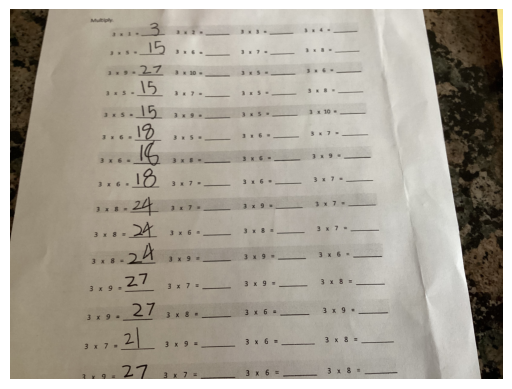 Multiply.
3 x 1 = 3 3 x 2 = ____ 3 x 3 = ____ 3 x 4 = ____
3 x 5 = 15 3 x 6 = ____ 3 x 7 = ____ 3 x 8 = ____
3 x 9 = 27 3 x 10 = ____ 3 x 5 = ____ 3 x 6 = ____
3 x 5 = 15 3 x 7 = ____ 3 x 5 = ____ 3 x 8 = ____
3 x 5 = 15 3 x 9 = ____ 3 x 5 = ____ 3 x 10 = ____
3 x 6 = 18 3 x 5 = ____ 3 x 6 = ____ 3 x 7 = ____
3 x 6 = 18 3 x 8 = ____ 3 x 6 = ____ 3 x 9 = ____
3 x 6 = 18 3 x 7 = ____ 3 x 6 = ____ 3 x 7 = ____
3 x 8 = 24 3 x 7 = ____ 3 x 9 = ____ 3 x 7 = ____
3 x 8 = 24 3 x 6 = ____ 3 x 8 = ____ 3 x 7 = ____
3 x 8 = 24 3 x 9 = ____ 3 x 9 = ____ 3 x 6 = ____
3 x 9 = 27 3 x 7 = ____ 3 x 9 = ____ 3 x 8 = ____
3 x 9 = 27 3 x 8 = ____ 3 x 6 = ____ 3 x 9 = ____
3 x 7 = 21 3 x 9 = ____ 3 x 6 = ____ 3 x 8 = ____
3 x 9 = 27 3 x 7 = ____ 3 x 6 = ____ 3 x 8 = ____